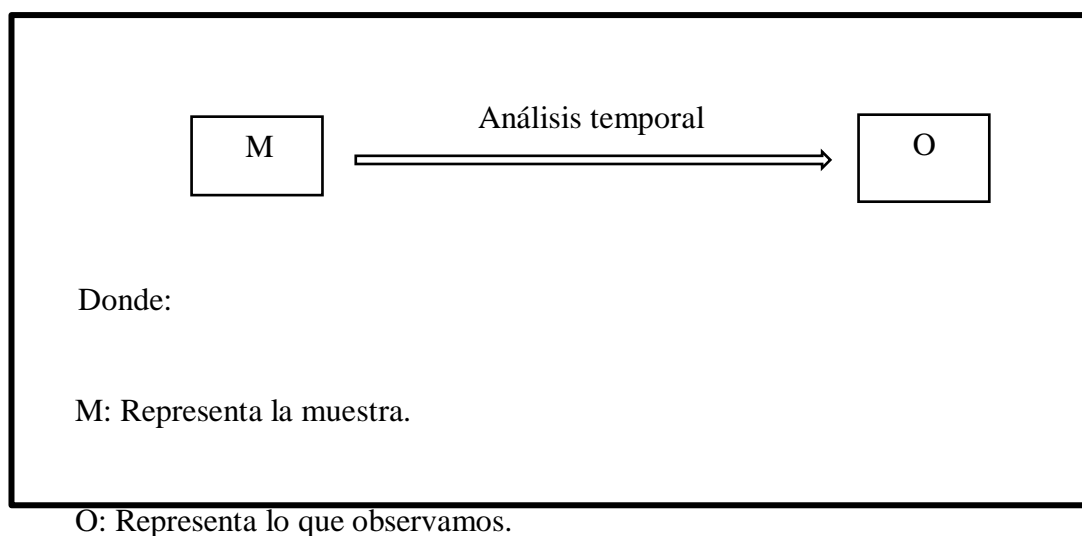 Análisis temporal
M
O
Donde:
M: Representa la muestra.
O: Representa lo que observamos.